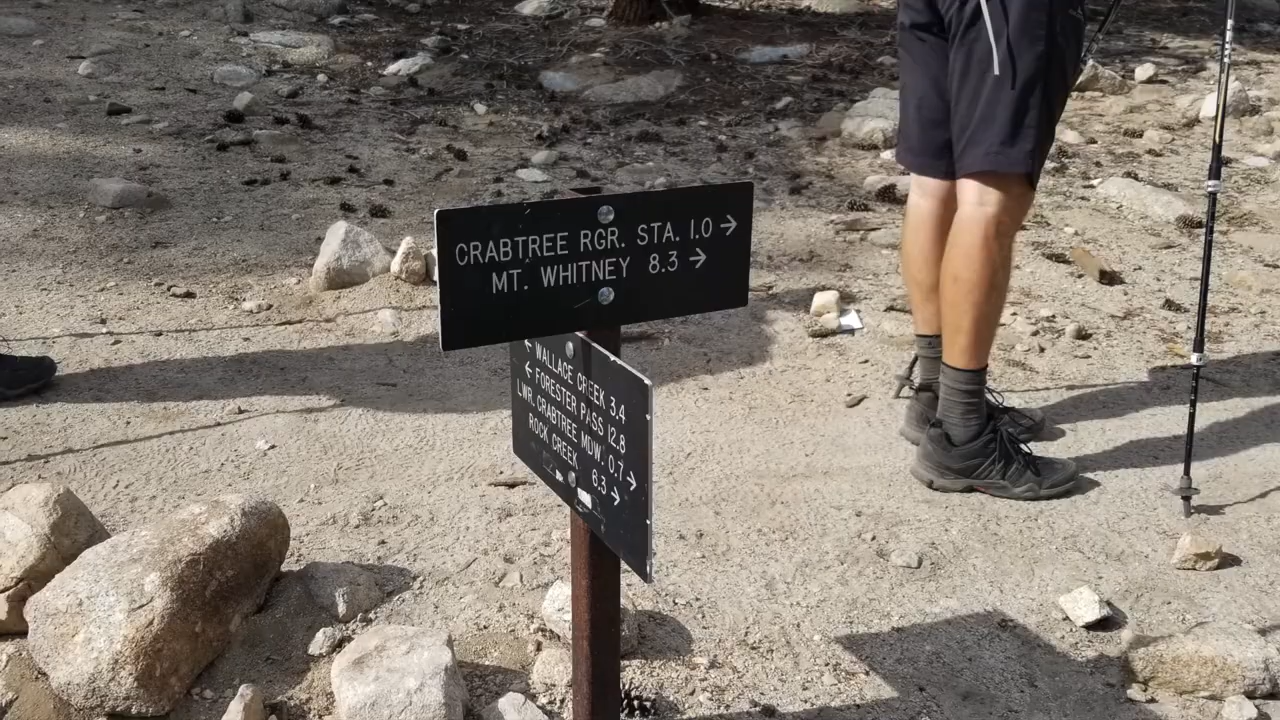 CRABTREE RGR. STA. 1.0 →
MT. WHITNEY 8.3 →
← WALLACE CREEK 3.4
← FORESTER PASS 12.8
LWR. CRABTREE MDW. 0.7 →
ROCK CREEK 6.3 →